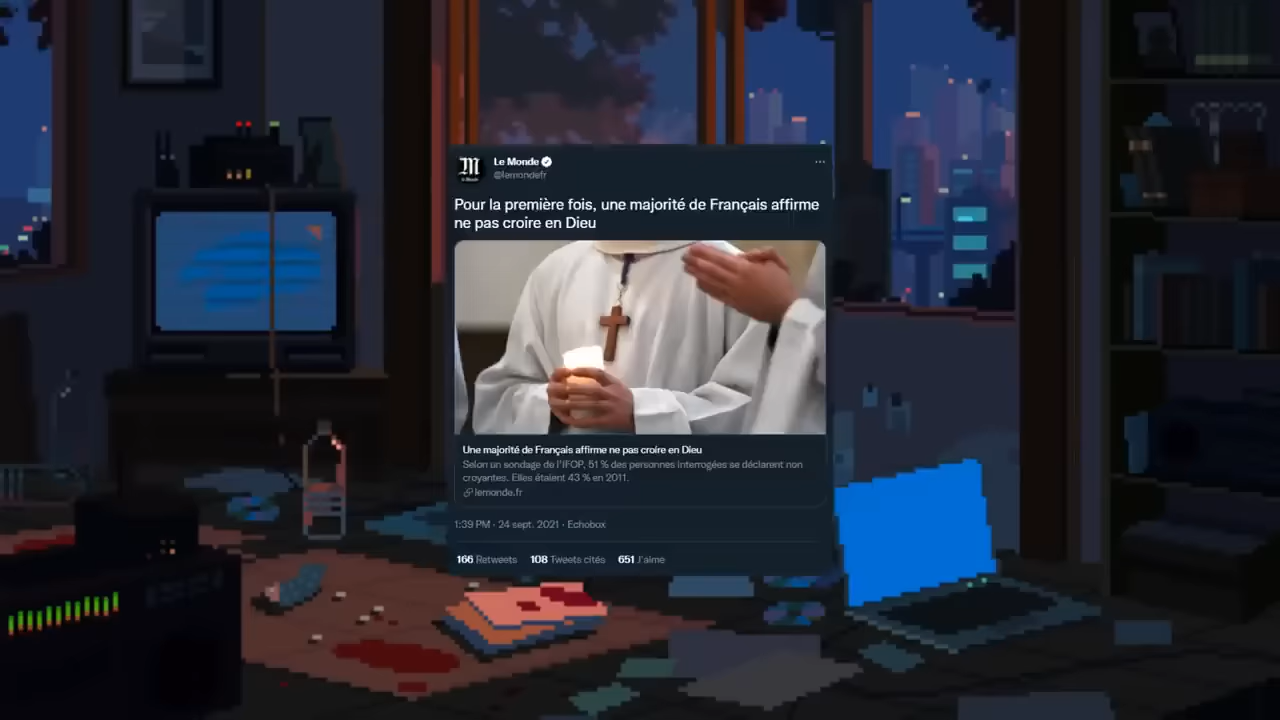 Le Monde
@lemondefr
Pour la première fois, une majorité de Français affirme
ne pas croire en Dieu
Une majorité de Français affirme ne pas croire en Dieu
Selon un sondage de l'IFOP, 51 % des personnes interrogées se déclarent non
croyantes. Elles étaient 43 % en 2011.
lemonde.fr
1:39 PM · 24 sept. 2021 · Echobox
166 Retweets 108 Tweets cités 651 J'aime